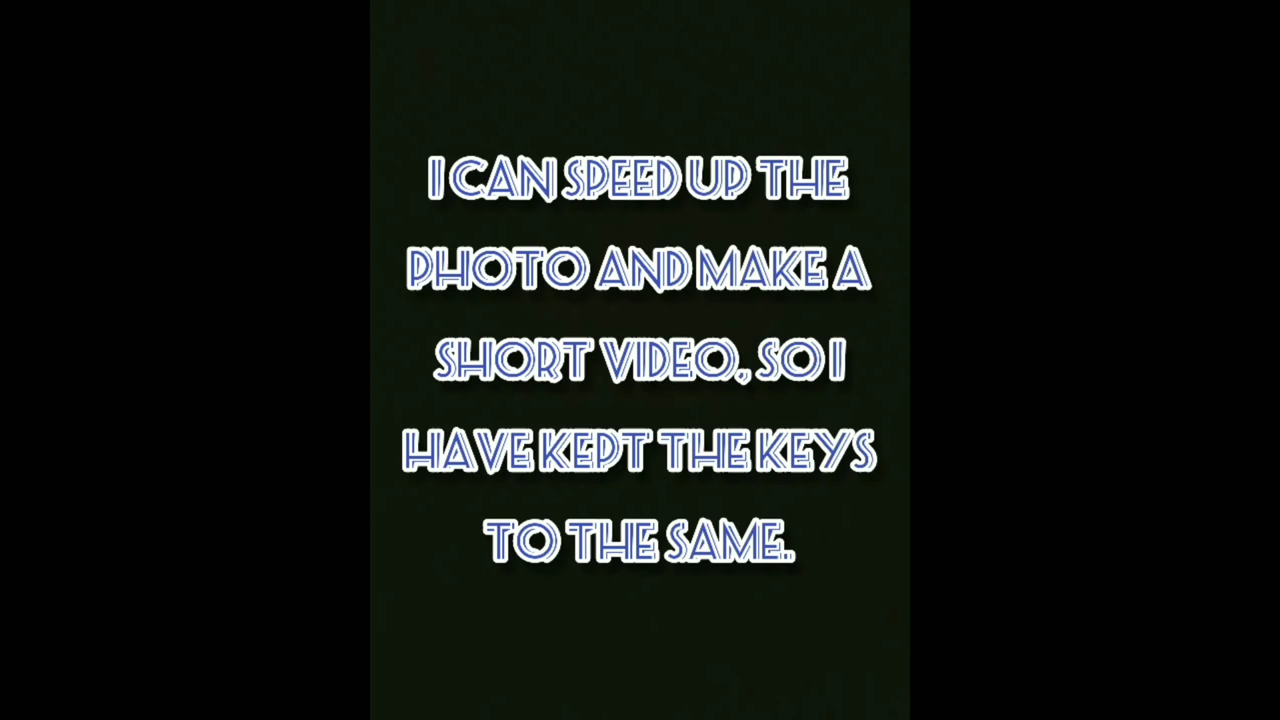 I CAN SPEED UP THE
PHOTO AND MAKE A
SHORT VIDEO, SO I
HAVE KEPT THE KEYS
TO THE SAME.